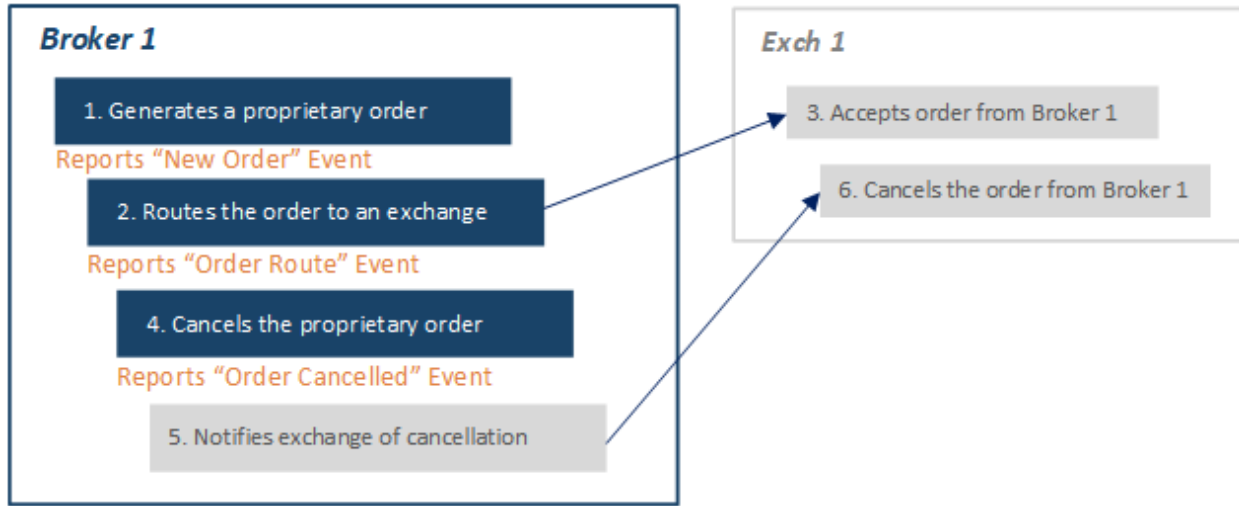 Broker 1
1. Generates a proprietary order
Reports “New Order” Event
2. Routes the order to an exchange
Reports “Order Route” Event
4. Cancels the proprietary order
Reports “Order Cancelled” Event
5. Notifies exchange of cancellation
Exch 1
3. Accepts order from Broker 1
6. Cancels the order from Broker 1